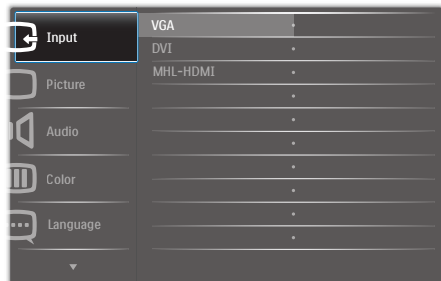 Input
VGA
DVI
MHL-HDMI
Picture
Audio
Color
Language